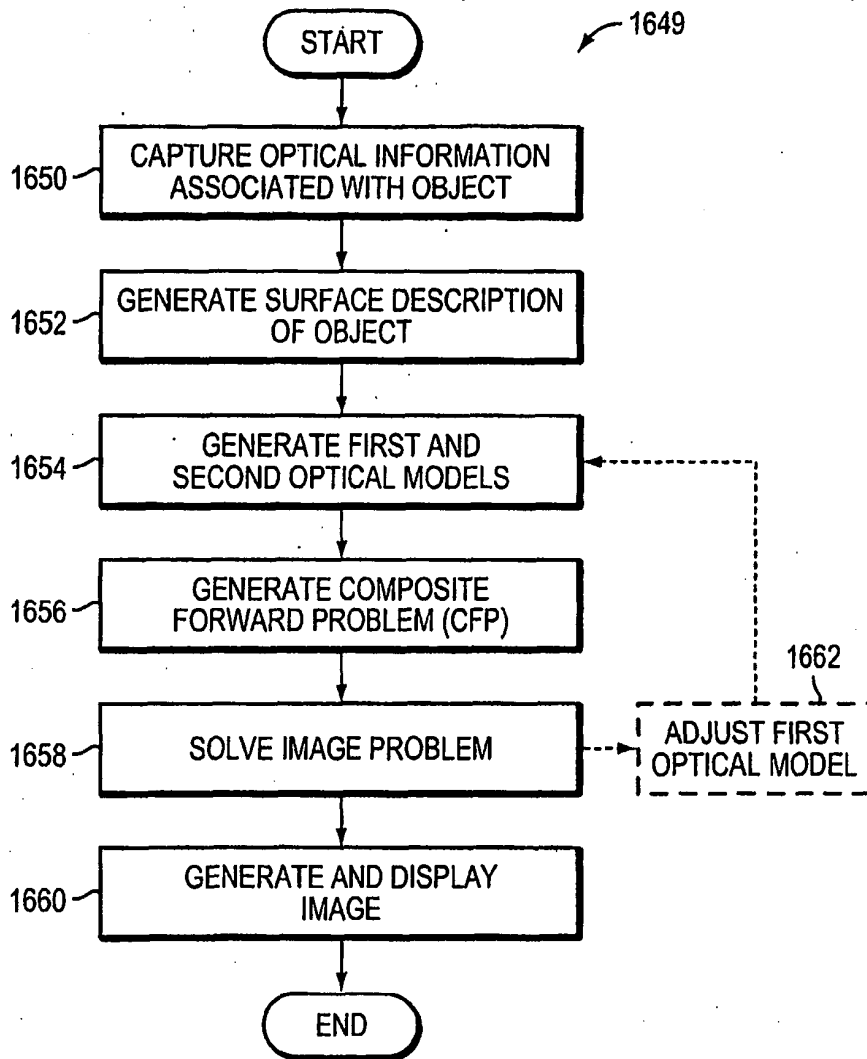 START
1649
1650
CAPTURE OPTICAL INFORMATION
ASSOCIATED WITH OBJECT
1652
GENERATE SURFACE DESCRIPTION
OF OBJECT
1654
GENERATE FIRST AND
SECOND OPTICAL MODELS
1656
GENERATE COMPOSITE
FORWARD PROBLEM (CFP)
1658
SOLVE IMAGE PROBLEM
1662
ADJUST FIRST
OPTICAL MODEL
1660
GENERATE AND DISPLAY
IMAGE
END